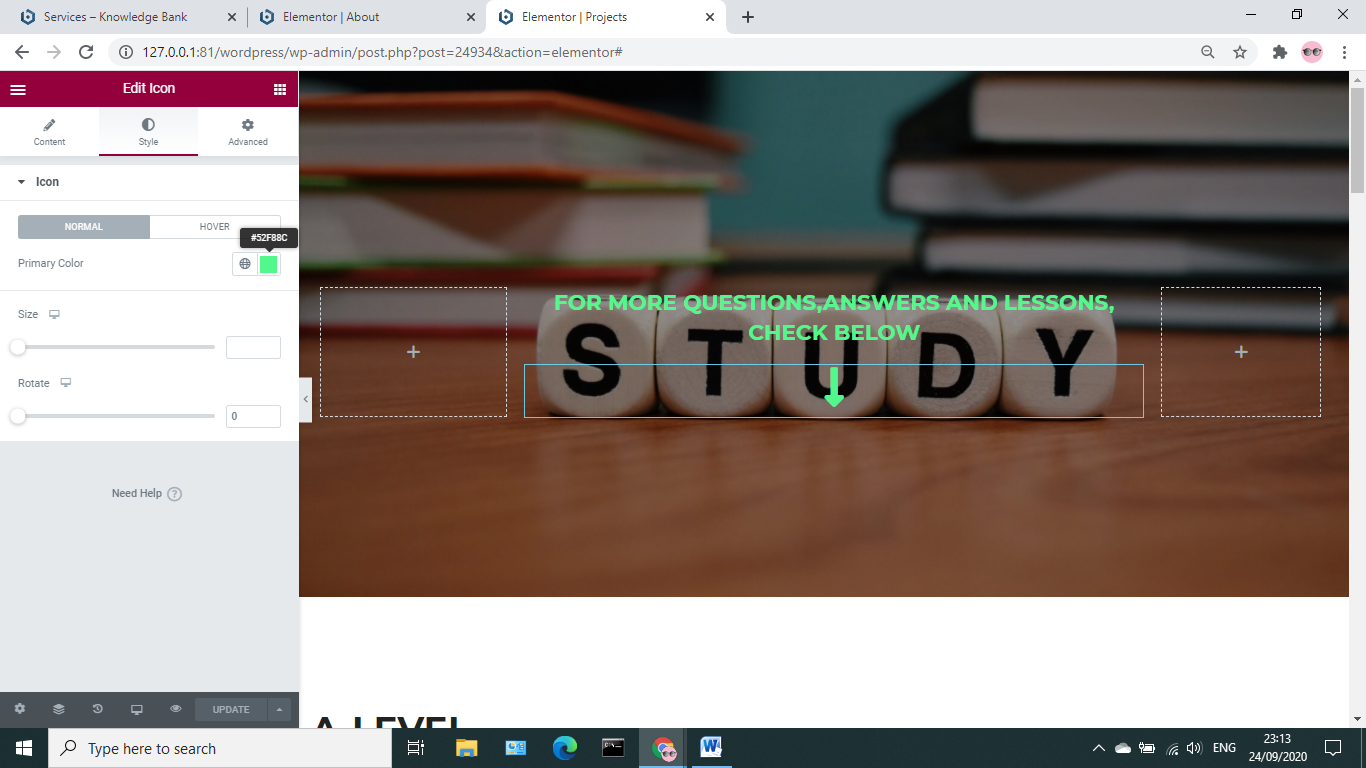 Services – Knowledge Bank
Elementor | About
Elementor | Projects
127.0.0.1:81/wordpress/wp-admin/post.php?post=24934&action=elementor#
Edit Icon
Content
Style
Advanced
Icon
NORMAL
HOVER
#52F88C
Primary Color
Size
Rotate
0
Need Help ?
UPDATE
FOR MORE QUESTIONS,ANSWERS AND LESSONS,
CHECK BELOW
STUDY
A-LEVEL
Type here to search
ENG
23:13
24/09/2020